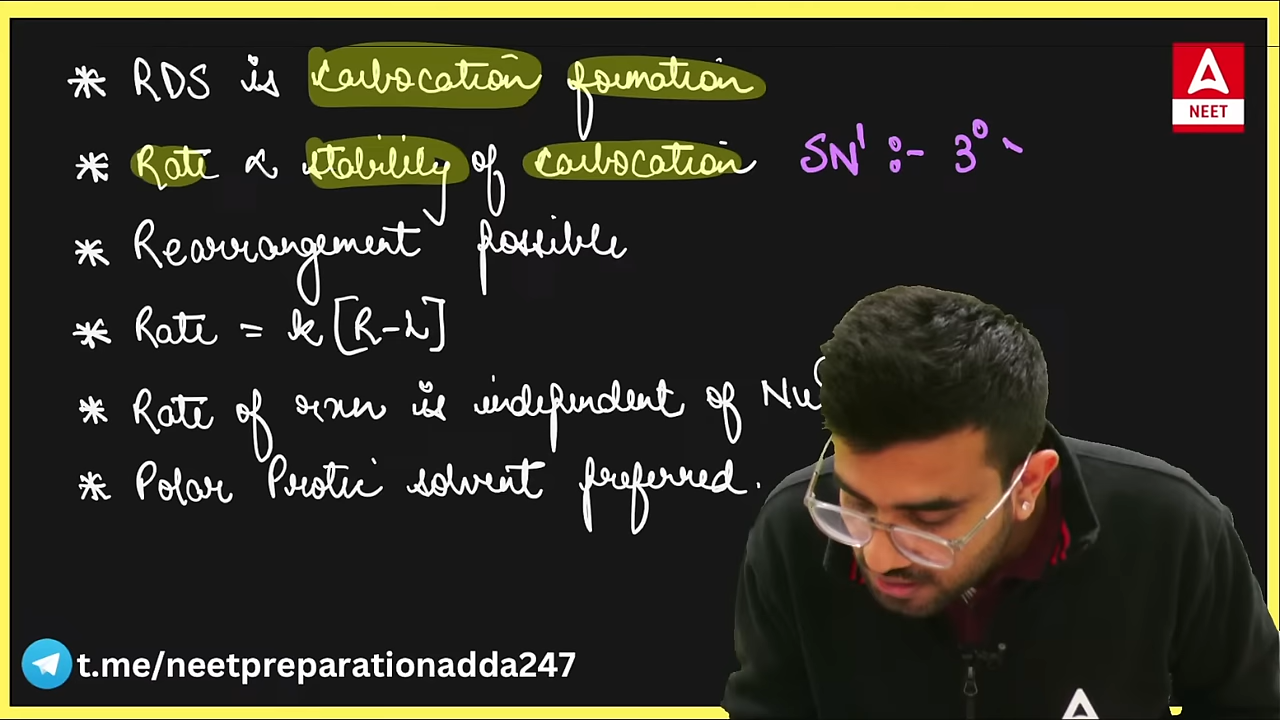 * RDS is carbocation formation
* Rate ∝ stability of carbocation SN1 :- 3°
* Rearrangement possible
* Rate = k [R-L]
* Rate of rxn is independent of Nu
* Polar Protic solvent preferred.
NEET
t.me/neetpreparationadda247